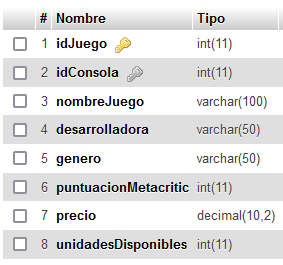 # Nombre Tipo
1 idJuego int(11)
2 idConsola int(11)
3 nombreJuego varchar(100)
4 desarrolladora varchar(50)
5 genero varchar(50)
6 puntuacionMetacritic int(11)
7 precio decimal(10,2)
8 unidadesDisponibles int(11)